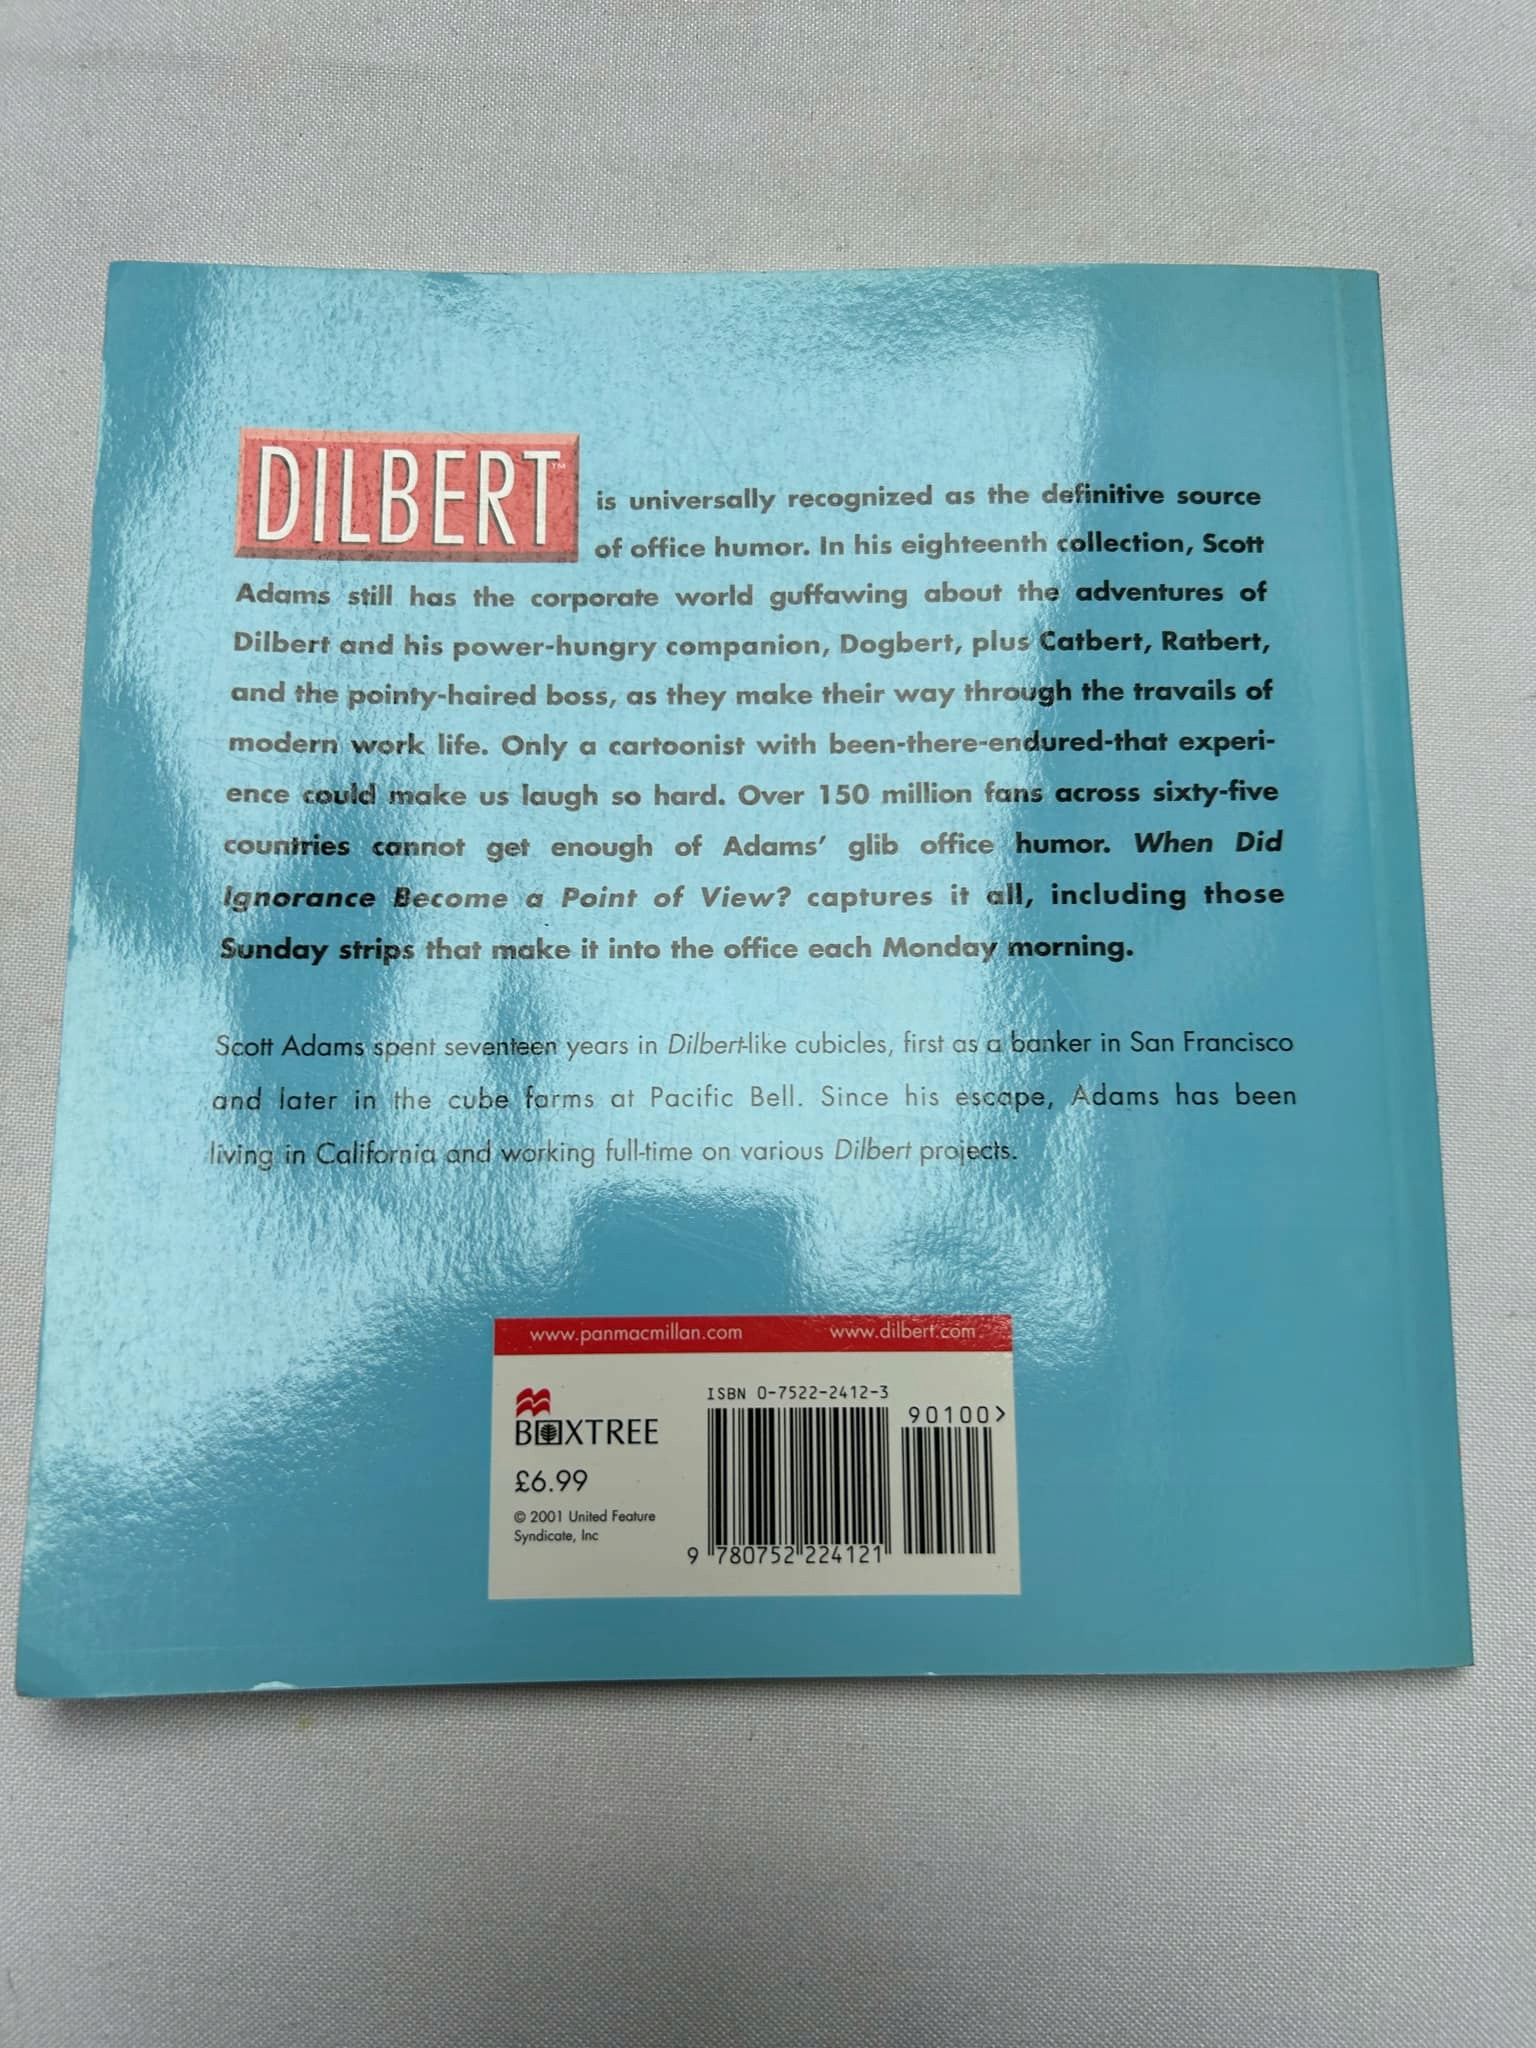 DILBERT™ is universally recognized as the definitive source
of office humor. In his eighteenth collection, Scott
Adams still has the corporate world guffawing about the adventures of
Dilbert and his power-hungry companion, Dogbert, plus Catbert, Ratbert,
and the pointy-haired boss, as they make their way through the travails of
modern work life. Only a cartoonist with been-there-endured-that experi-
ence could make us laugh so hard. Over 150 million fans across sixty-five
countries cannot get enough of Adams' glib office humor. When Did
Ignorance Become a Point of View? captures it all, including those
Sunday strips that make it into the office each Monday morning.
Scott Adams spent seventeen years in Dilbert-like cubicles, first as a banker in San Francisco
and later in the cube farms at Pacific Bell. Since his escape, Adams has been
living in California and working full-time on various Dilbert projects.
www.panmacmillan.com www.dilbert.com
BOXTREE
£6.99
© 2001 United Feature
Syndicate, Inc
ISBN 0-7522-2412-3
90100>
9 780752 224121